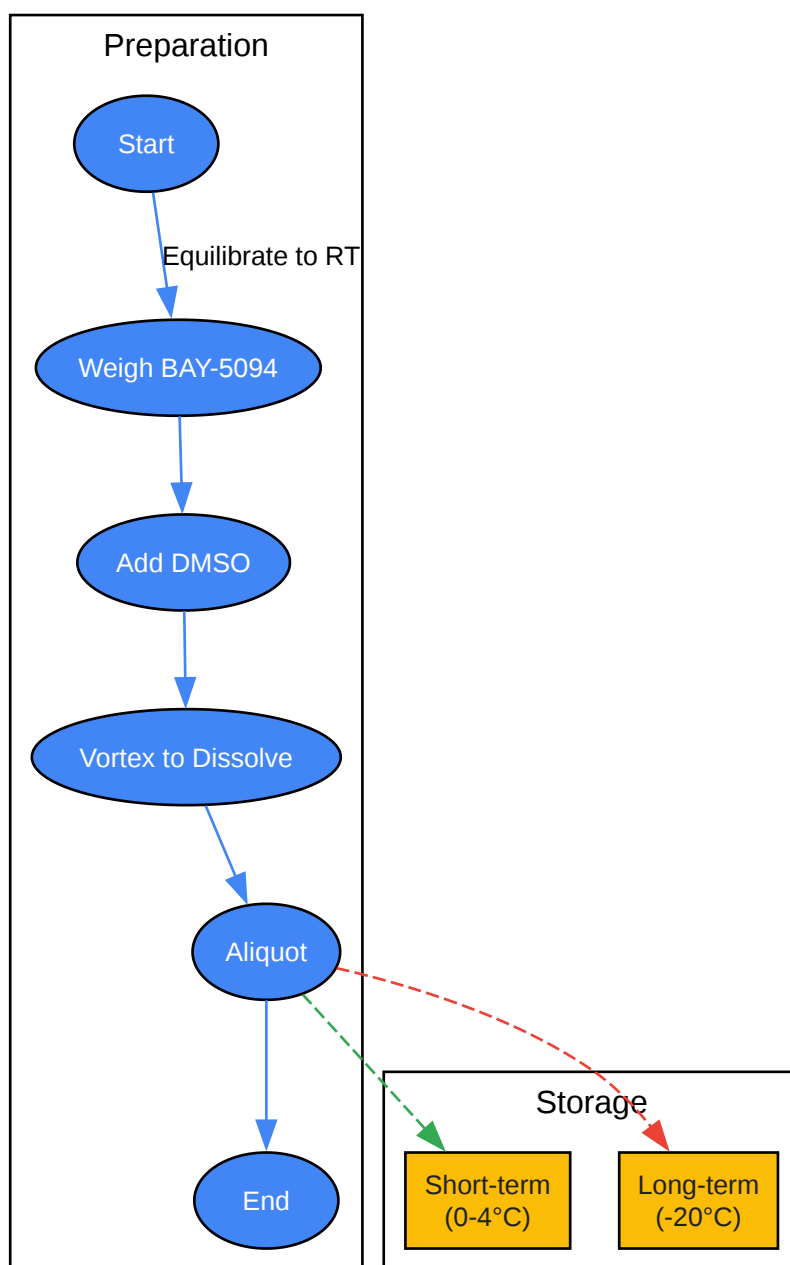 Preparation
Start
Equilibrate to RT
Weigh BAY-5094
Add DMSO
Vortex to Dissolve
Aliquot
End
Storage
Short-term
(0-4°C)
Long-term
(-20°C)